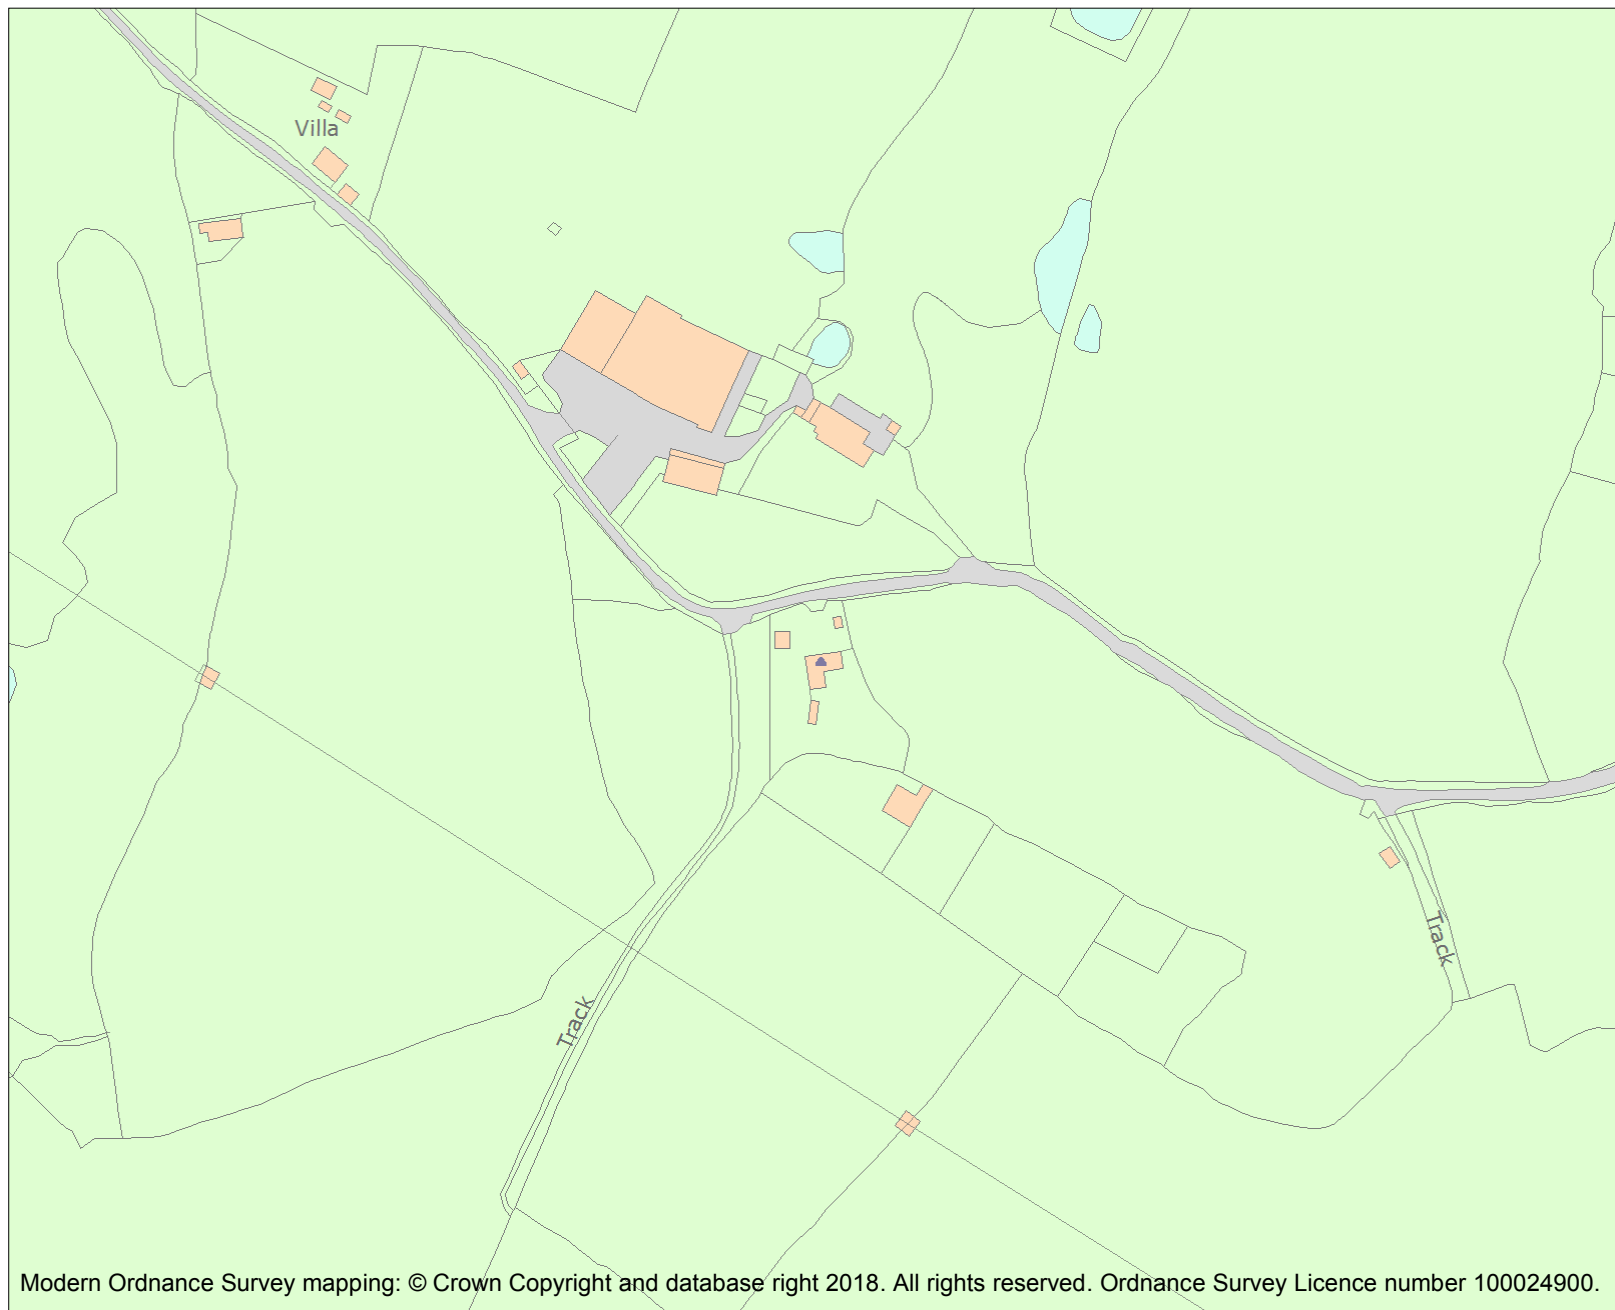 Villa
Track
Track
Modern Ordnance Survey mapping: © Crown Copyright and database right 2018. All rights reserved. Ordnance Survey Licence number 100024900.